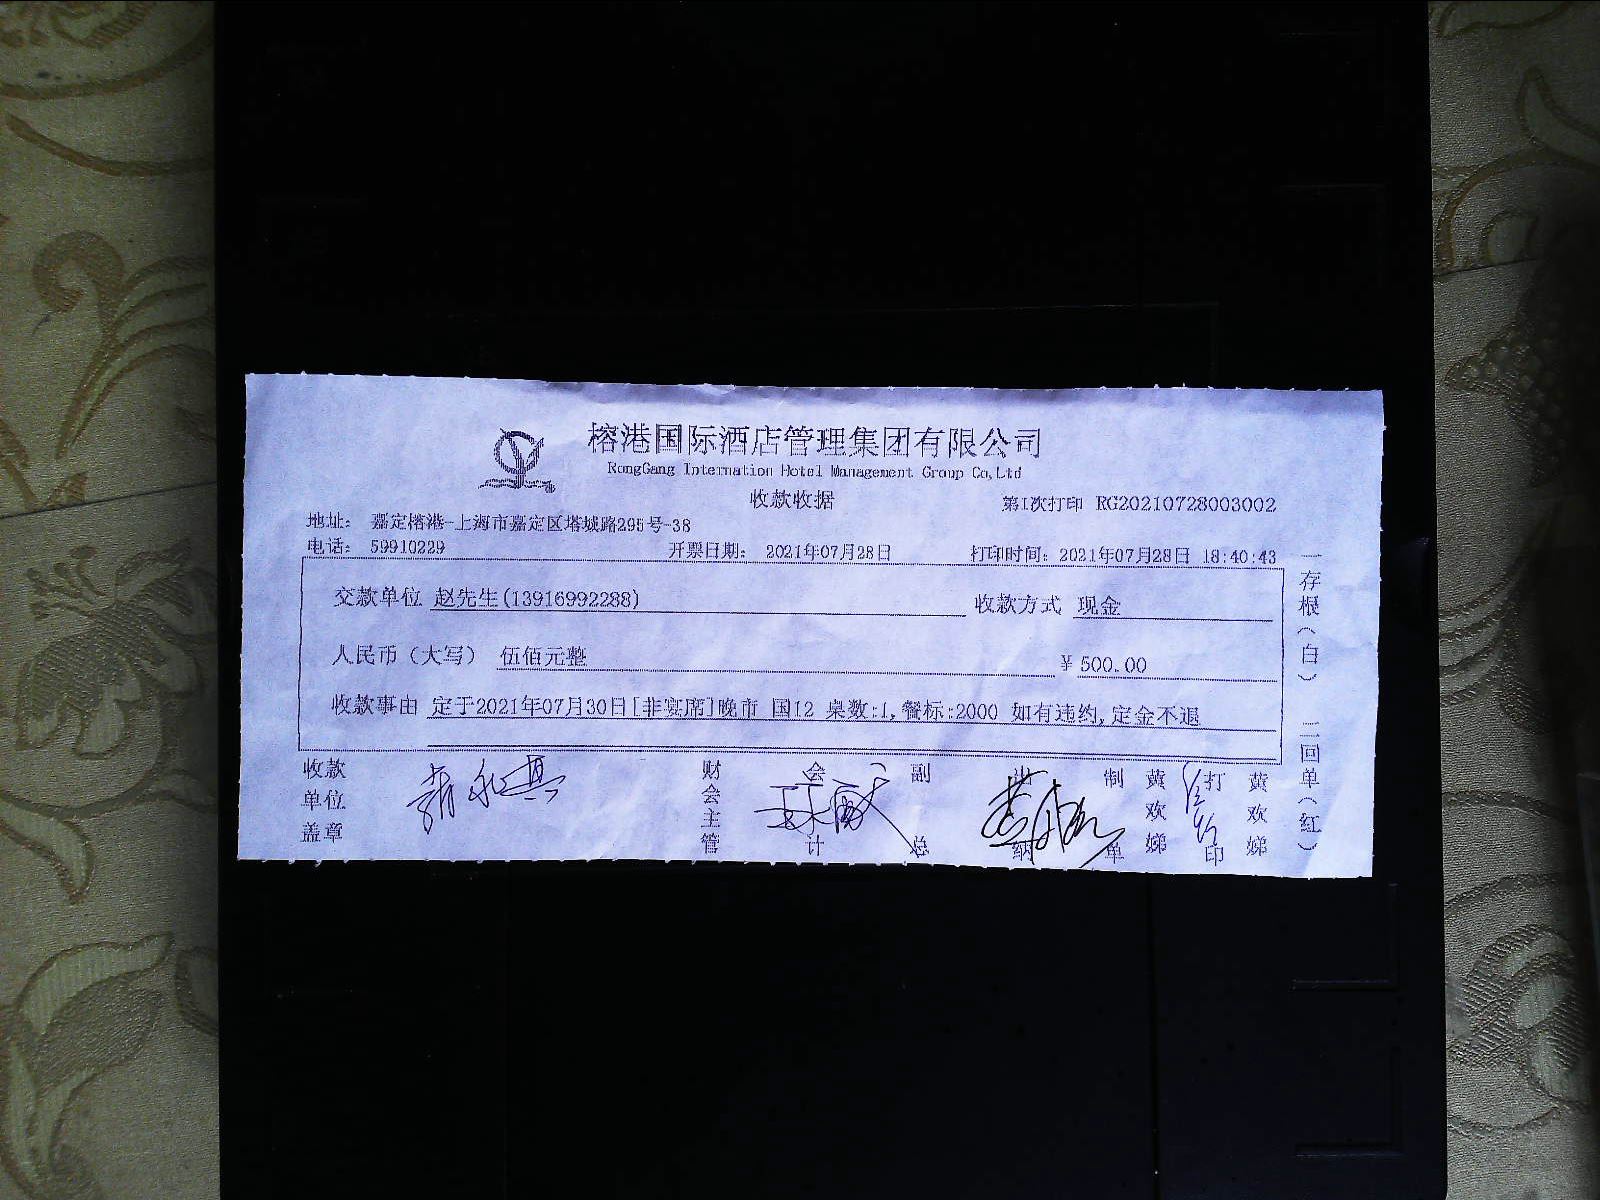 榕港国际酒店管理集团有限公司
RongGang Internation Hotel Management Group Co,Ltd
收款收据
第1次打印 RG20210728003002
地址: 嘉定榕港-上海市嘉定区塔城路295号-38
电话: 59910229 开票日期: 2021年07月28日 打印时间: 2021年07月28日 18:40:43
交款单位 赵先生(13916992288) 收款方式 现金
人民币（大写） 伍佰元整 ¥ 500.00
收款事由 定于2021年07月30日[非宴席]晚市 国12 桌数:1,餐标:2000 如有违约,定金不退
收款单位盖章 财会主管 会计 副总 纳 制单 黄欢娣 打印 黄欢娣
一存根（白） 二回单（红）